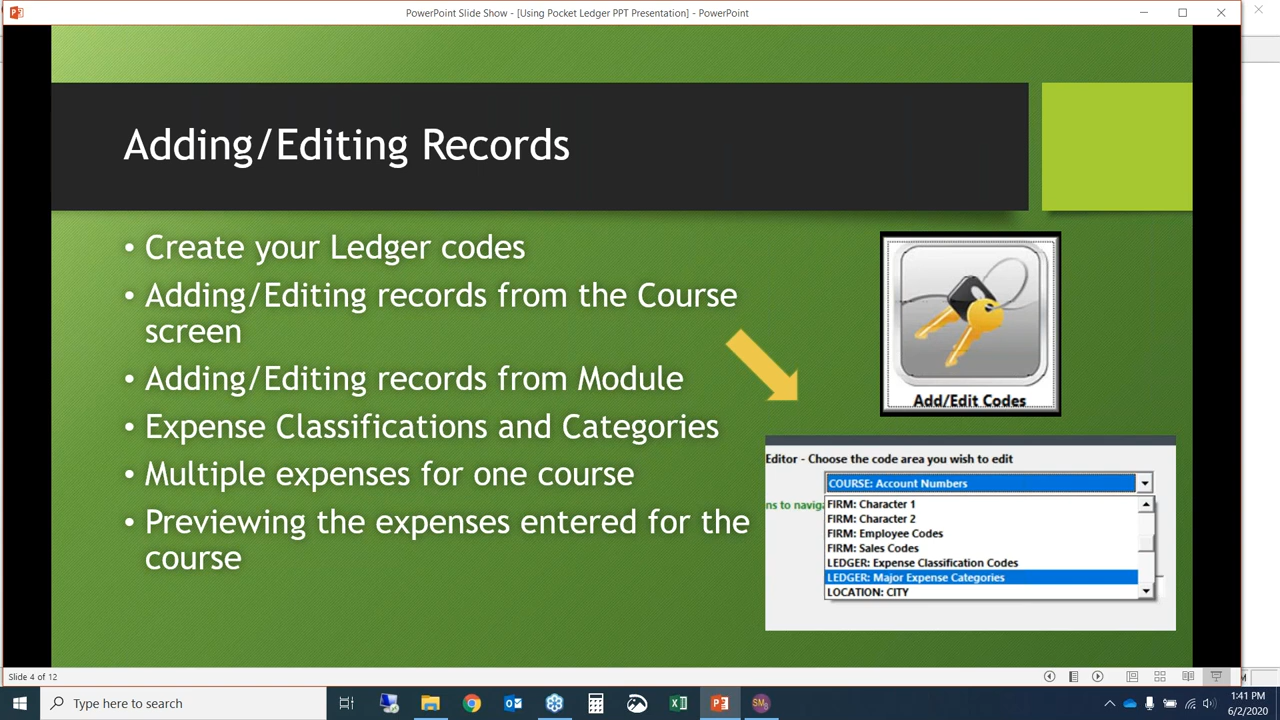 PowerPoint Slide Show - [Using Pocket Ledger PPT Presentation] - PowerPoint
Adding/Editing Records
• Create your Ledger codes
• Adding/Editing records from the Course
screen
• Adding/Editing records from Module
• Expense Classifications and Categories
• Multiple expenses for one course
• Previewing the expenses entered for the
course
Add/Edit Codes
Editor - Choose the code area you wish to edit
COURSE: Account Numbers
ns to navig
FIRM: Character 1
FIRM: Character 2
FIRM: Employee Codes
FIRM: Sales Codes
LEDGER: Expense Classification Codes
LEDGER: Major Expense Categories
LOCATION: CITY
Slide 4 of 12
Type here to search
1:41 PM
6/2/2020